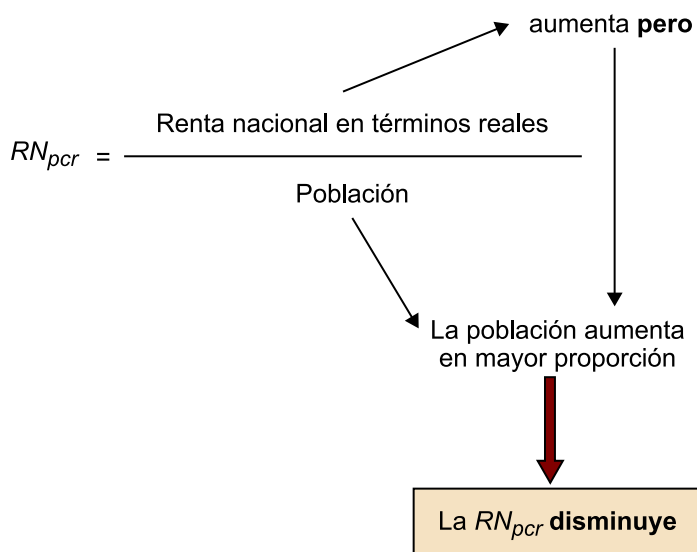 aumenta pero
Renta nacional en términos reales
RNpcr =
Población
La población aumenta
en mayor proporción
La RNpcr disminuye